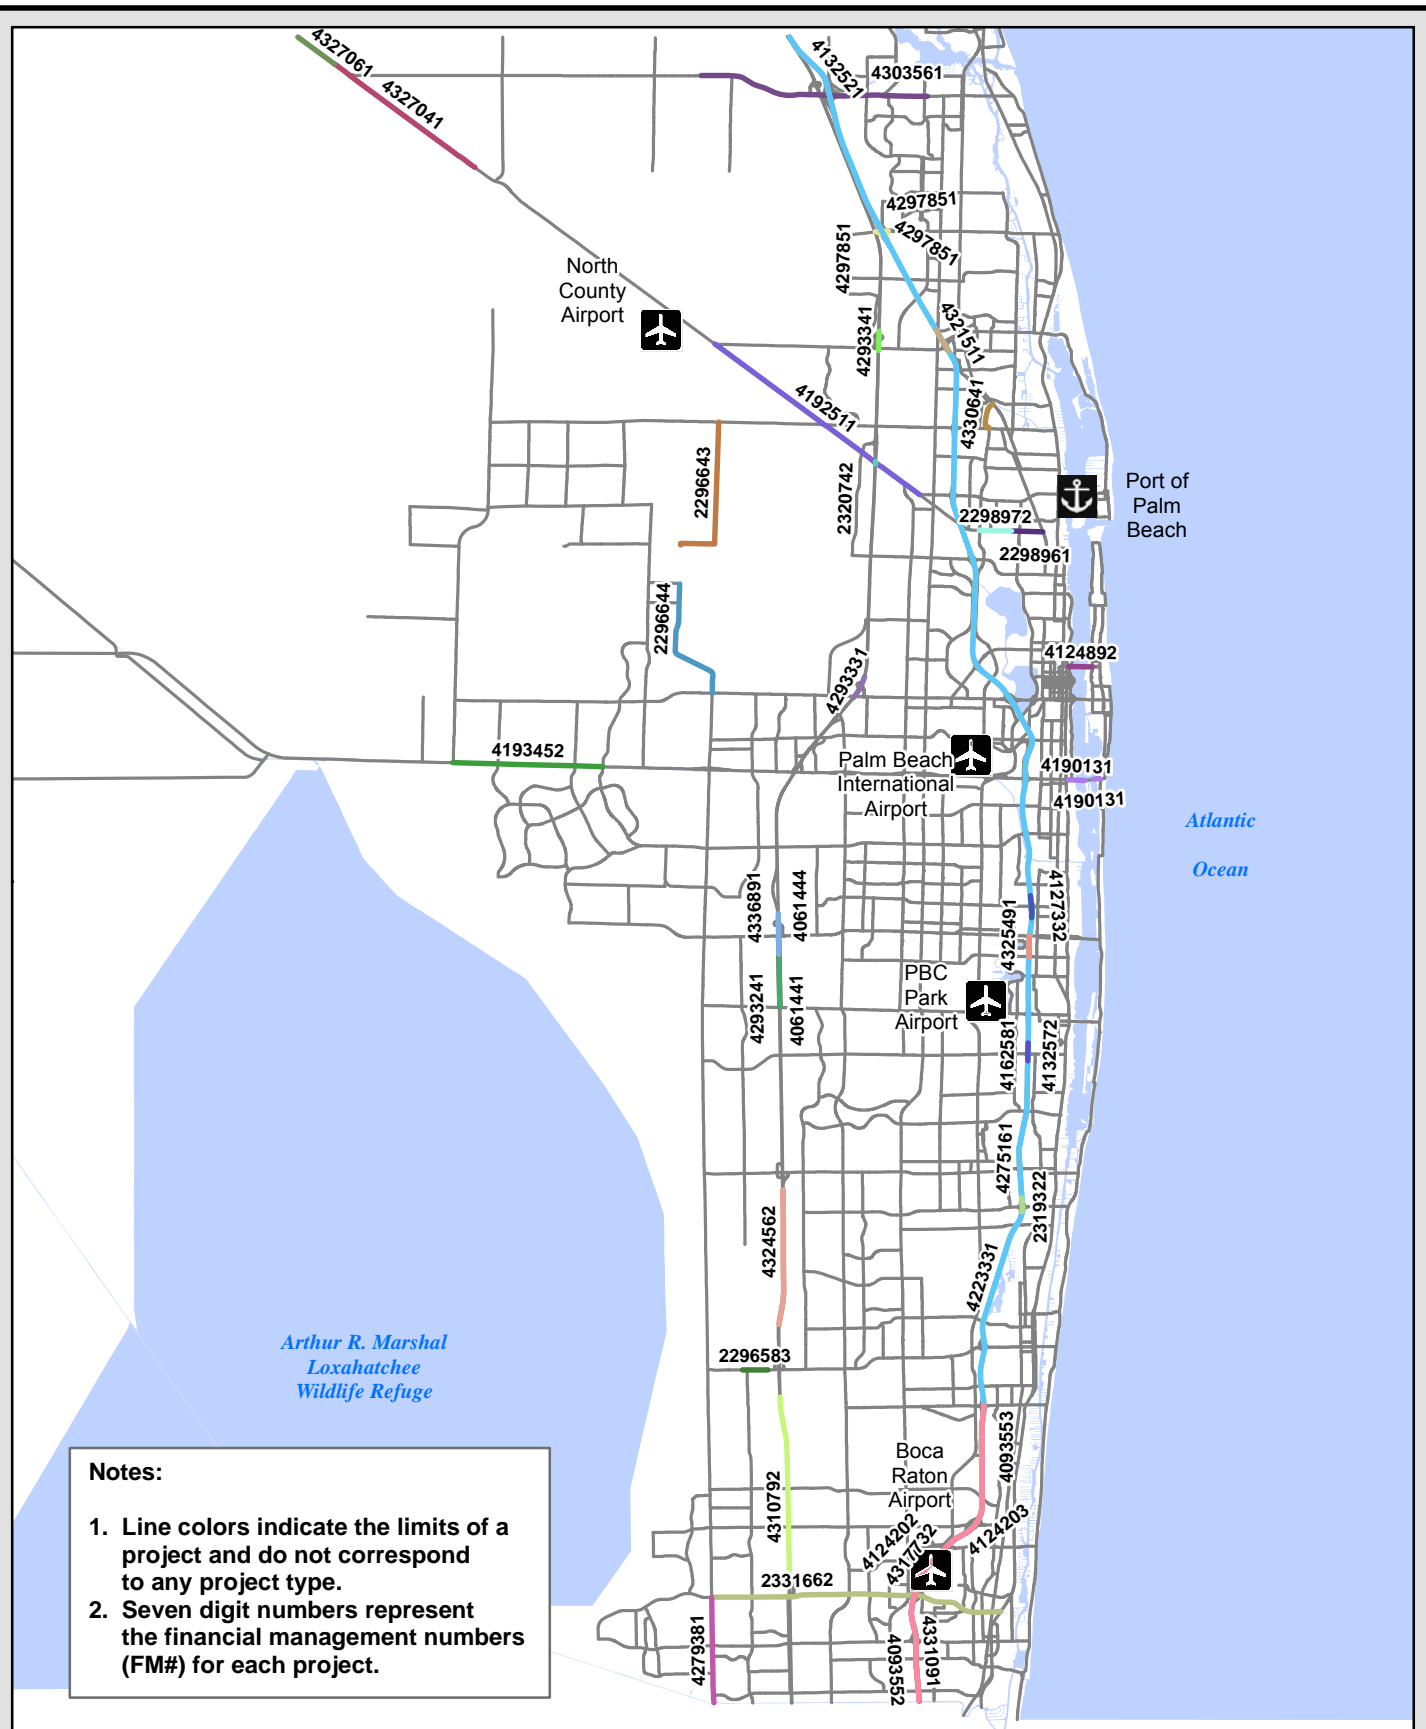 4327061
4327041
4132521
4303561
4297851
4297851
4297851
North
County
Airport
4293341
4321511
4192511
4330641
2296643
2320742
2298972
2298961
Port of
Palm
Beach
2296644
4124892
4293331
4193452
Palm Beach
International
Airport
4190131
4190131
Atlantic
Ocean
4336891
4061444
4127332
4325491
PBC
Park
Airport
4293241
4061441
4162581
4132572
4275161
2319322
4324562
4223331
Arthur R. Marshal
Loxahatchee
Wildlife Refuge
2296583
4093553
Boca
Raton
Airport
4310792
4124202
4317732
4124203
2331662
4279381
4093552
4331091
Notes:
1. Line colors indicate the limits of a
project and do not correspond
to any project type.
2. Seven digit numbers represent
the financial management numbers
(FM#) for each project.